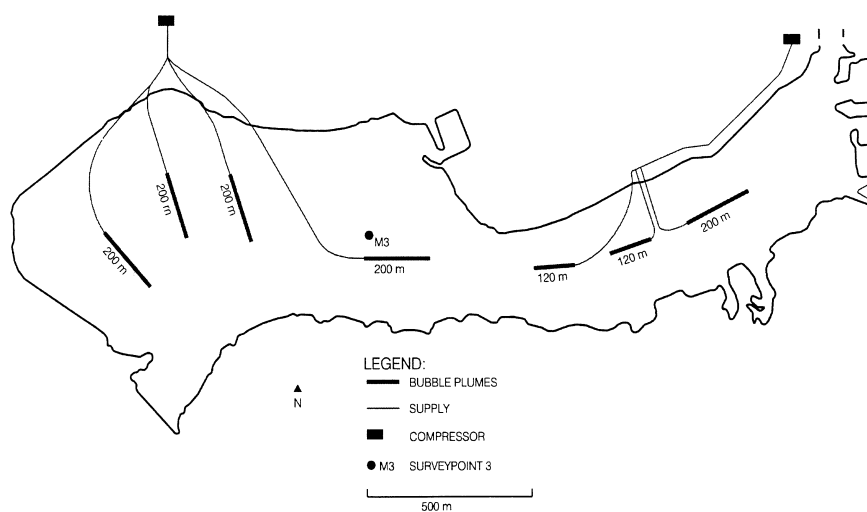 200 m
200 m
200 m
M3
200 m
120 m
120 m
200 m
LEGEND:
BUBBLE PLUMES
SUPPLY
COMPRESSOR
M3 SURVEYPOINT 3
N
500 m